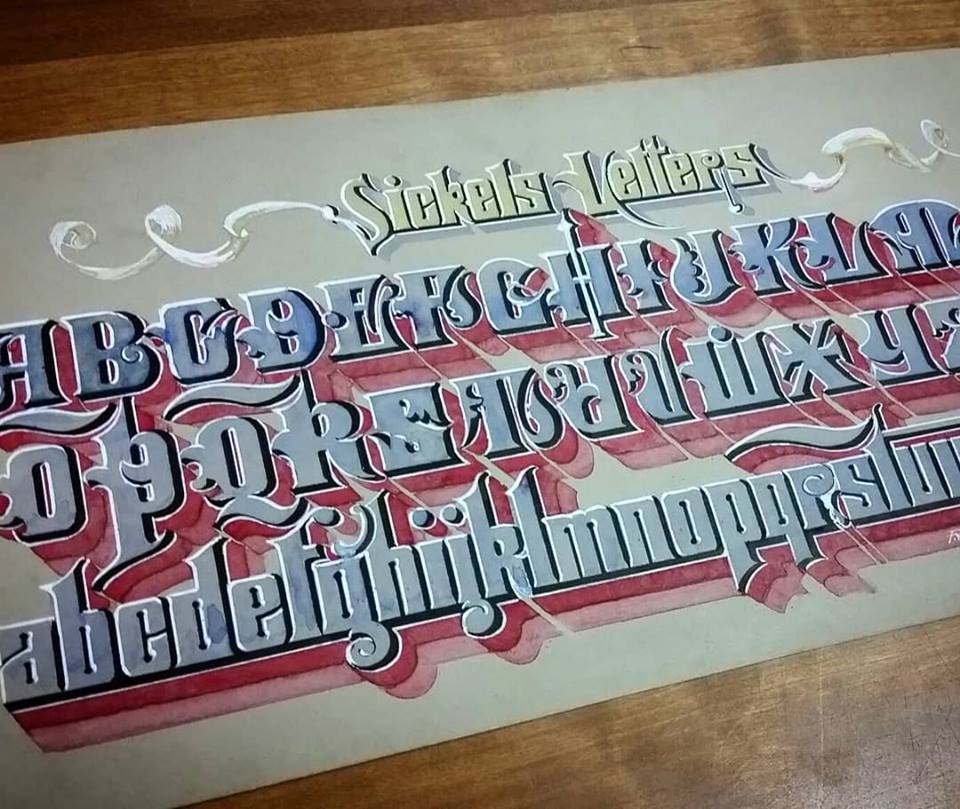 Sickels Letters
ABCDEFGHIJKLM
OPQRSTUVWXYZ
abcdefghijklmnopqrstu